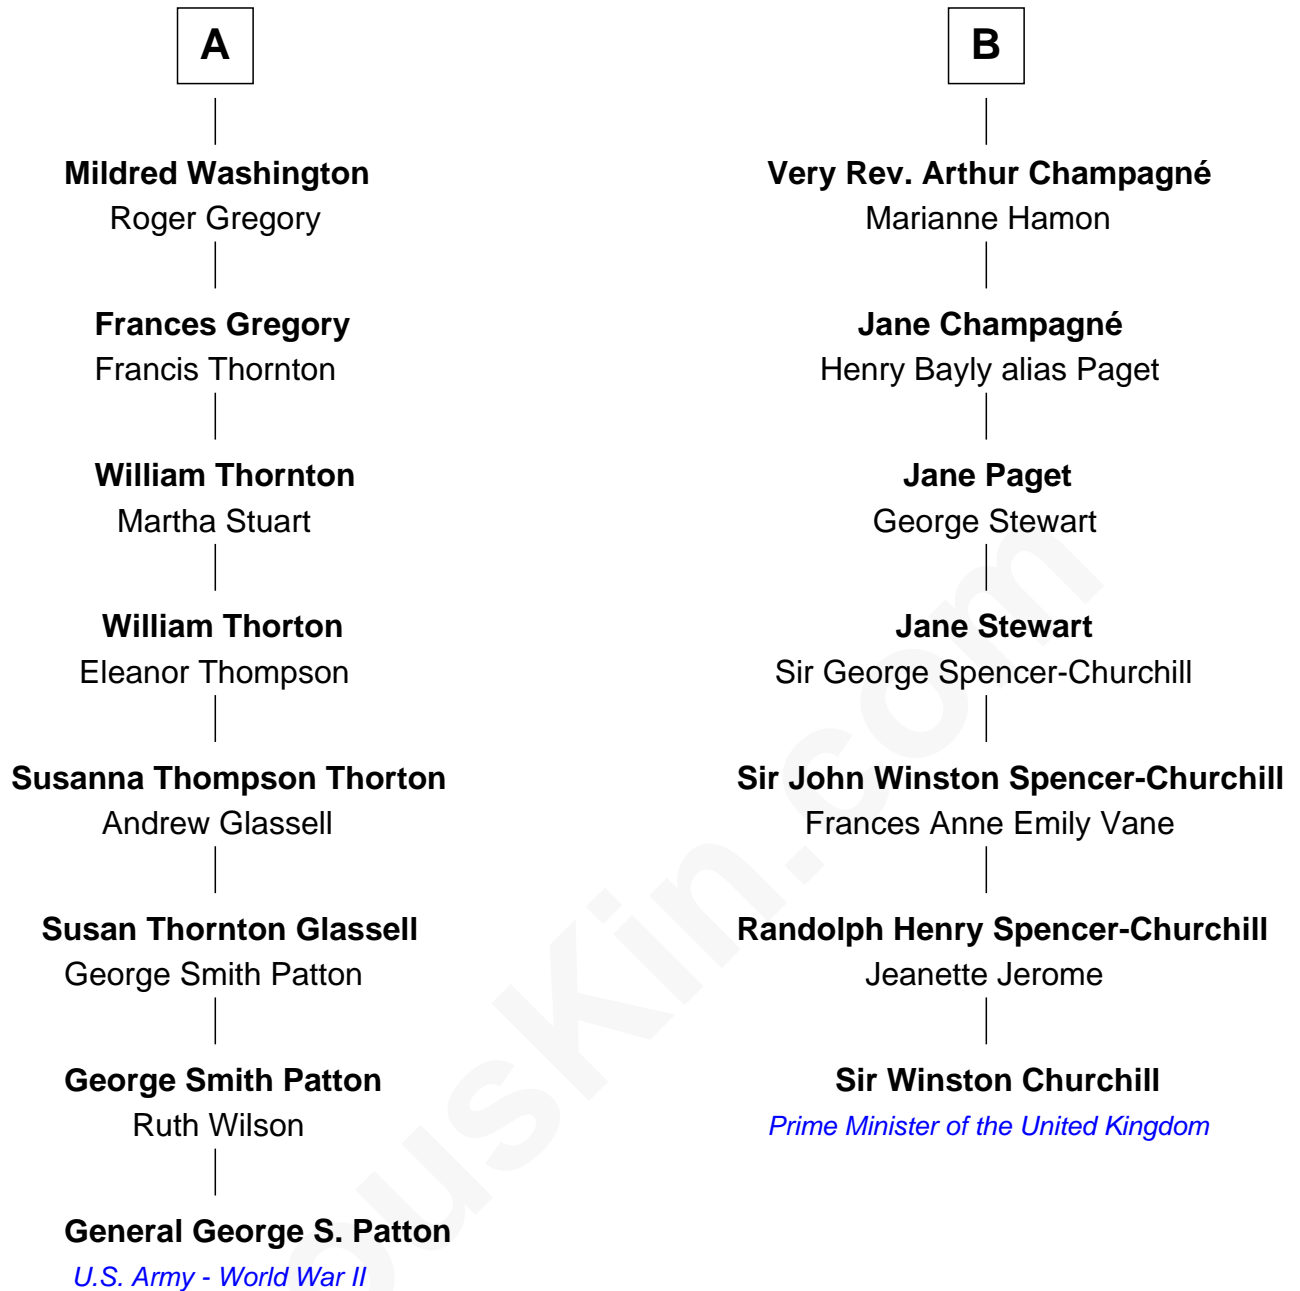 A
Mildred Washington
Roger Gregory
Frances Gregory
Francis Thornton
William Thornton
Martha Stuart
William Thorton
Eleanor Thompson
Susanna Thompson Thorton
Andrew Glassell
Susan Thornton Glassell
George Smith Patton
George Smith Patton
Ruth Wilson
General George S. Patton
U.S. Army - World War II
B
Very Rev. Arthur Champagné
Marianne Hamon
Jane Champagné
Henry Bayly alias Paget
Jane Paget
George Stewart
Jane Stewart
Sir George Spencer-Churchill
Sir John Winston Spencer-Churchill
Frances Anne Emily Vane
Randolph Henry Spencer-Churchill
Jeanette Jerome
Sir Winston Churchill
Prime Minister of the United Kingdom
ousKin.com